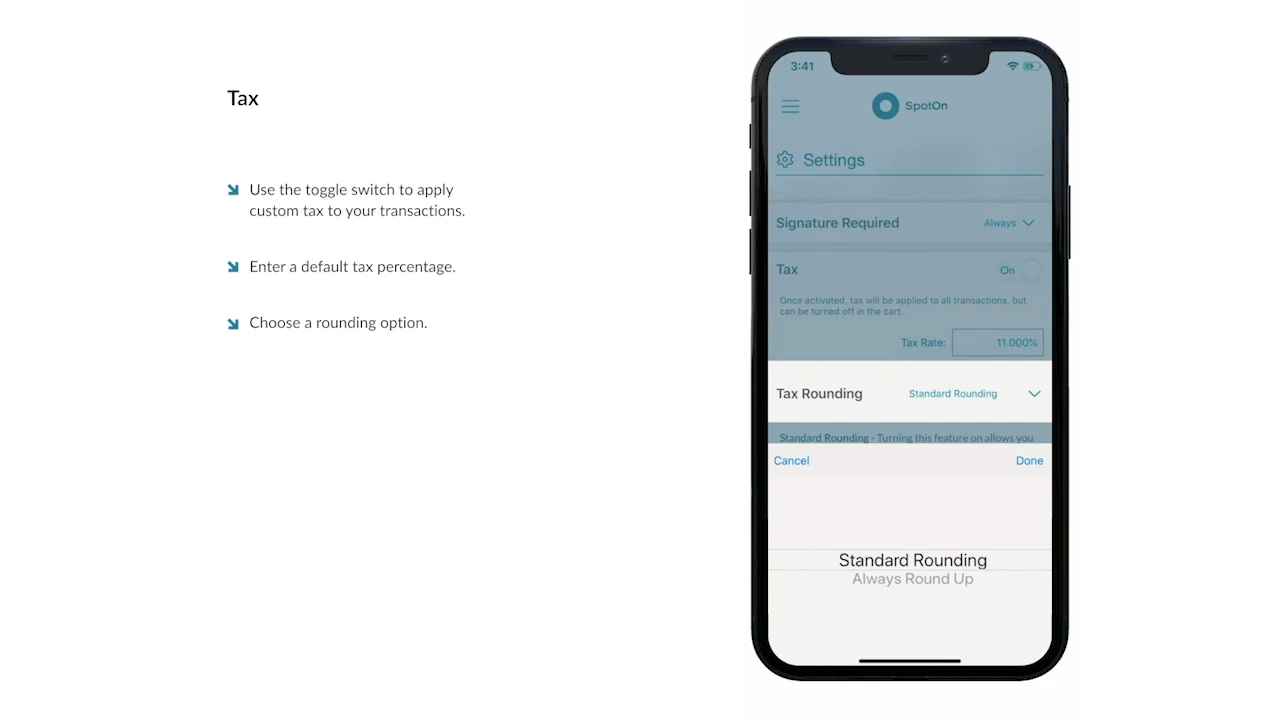 Tax
Use the toggle switch to apply
custom tax to your transactions.
Enter a default tax percentage.
Choose a rounding option.
3:41
SpotOn
Settings
Signature Required Always
Tax On
Once activated, tax will be applied to all transactions, but
can be turned off in the cart.
Tax Rate: 11.000%
Tax Rounding Standard Rounding
Standard Rounding - Turning this feature on allows you
Cancel Done
Standard Rounding
Always Round Up